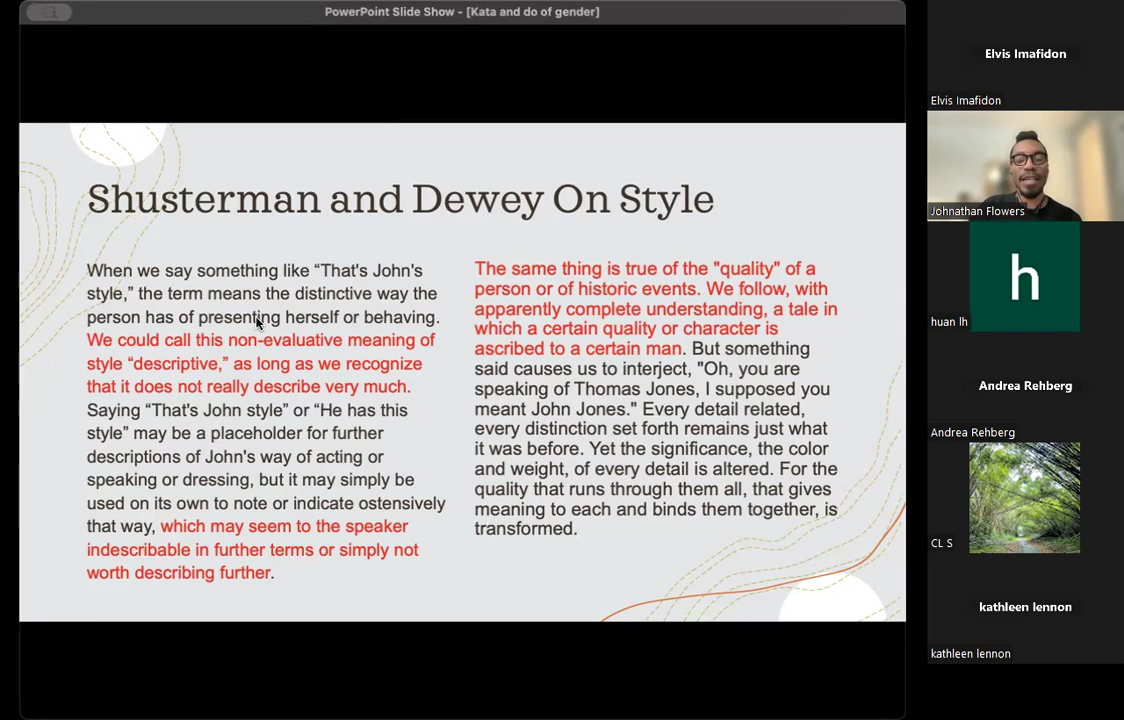 PowerPoint Slide Show - [Kata and do of gender]
Shusterman and Dewey On Style
When we say something like “That's John's
style,” the term means the distinctive way the
person has of presenting herself or behaving.
We could call this non-evaluative meaning of
style “descriptive,” as long as we recognize
that it does not really describe very much.
Saying “That's John style” or “He has this
style” may be a placeholder for further
descriptions of John's way of acting or
speaking or dressing, but it may simply be
used on its own to note or indicate ostensively
that way, which may seem to the speaker
indescribable in further terms or simply not
worth describing further.
The same thing is true of the "quality" of a
person or of historic events. We follow, with
apparently complete understanding, a tale in
which a certain quality or character is
ascribed to a certain man. But something
said causes us to interject, "Oh, you are
speaking of Thomas Jones, I supposed you
meant John Jones." Every detail related,
every distinction set forth remains just what
it was before. Yet the significance, the color
and weight, of every detail is altered. For the
quality that runs through them all, that gives
meaning to each and binds them together, is
transformed.
Elvis Imafidon
Elvis Imafidon
Johnathan Flowers
h
huan lh
Andrea Rehberg
Andrea Rehberg
CL S
kathleen lennon
kathleen lennon